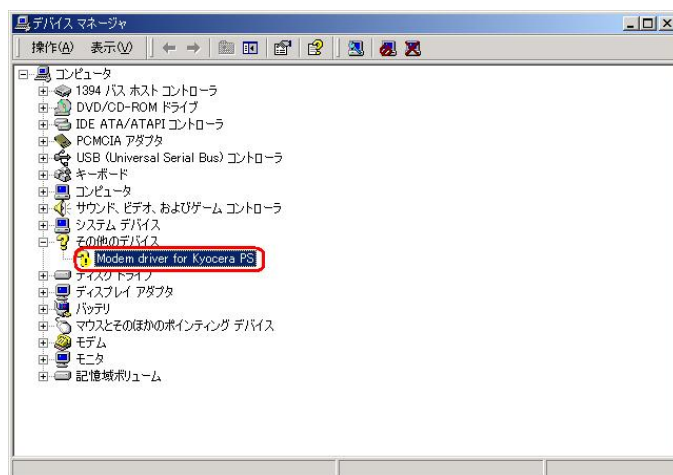 デバイス マネージャ
操作(A) 表示(V)
コンピュータ
1394 バス ホスト コントローラ
DVD/CD-ROM ドライブ
IDE ATA/ATAPI コントローラ
PCMCIA アダプタ
USB (Universal Serial Bus) コントローラ
キーボード
コンピュータ
サウンド、ビデオ、およびゲーム コントローラ
システム デバイス
その他のデバイス
Modem driver for Kyocera PS
ディスク ドライブ
ディスプレイ アダプタ
バッテリ
マウスとそのほかのポインティング デバイス
モデム
モニタ
記憶域ボリューム